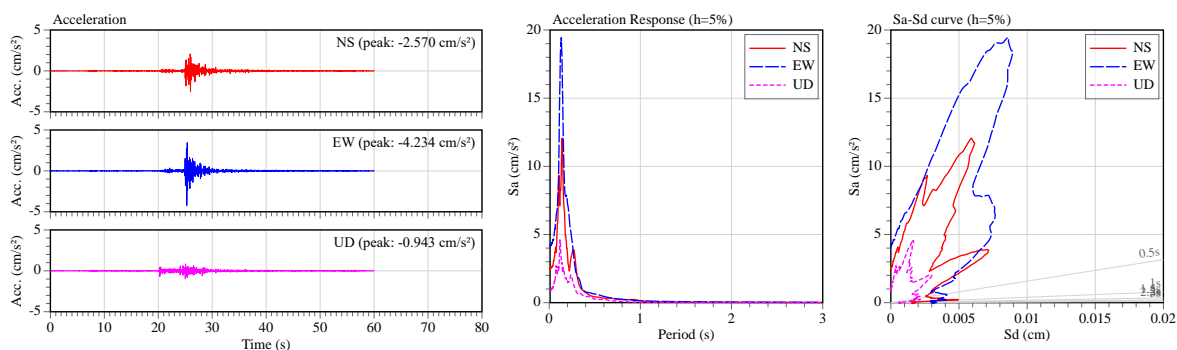 Acceleration
5
0
-5
Acc. (cm/s²)
NS (peak: -2.570 cm/s²)
5
0
-5
Acc. (cm/s²)
EW (peak: -4.234 cm/s²)
5
0
-5
Acc. (cm/s²)
UD (peak: -0.943 cm/s²)
0 10 20 30 40 50 60 70 80
Time (s)
Acceleration Response (h=5%)
20
15
10
5
0
Sa (cm/s²)
NS
EW
UD
0 1 2 3
Period (s)
Sa-Sd curve (h=5%)
20
15
10
5
0
Sa (cm/s²)
NS
EW
UD
0.5s
1s
0 0.005 0.01 0.015 0.02
Sd (cm)